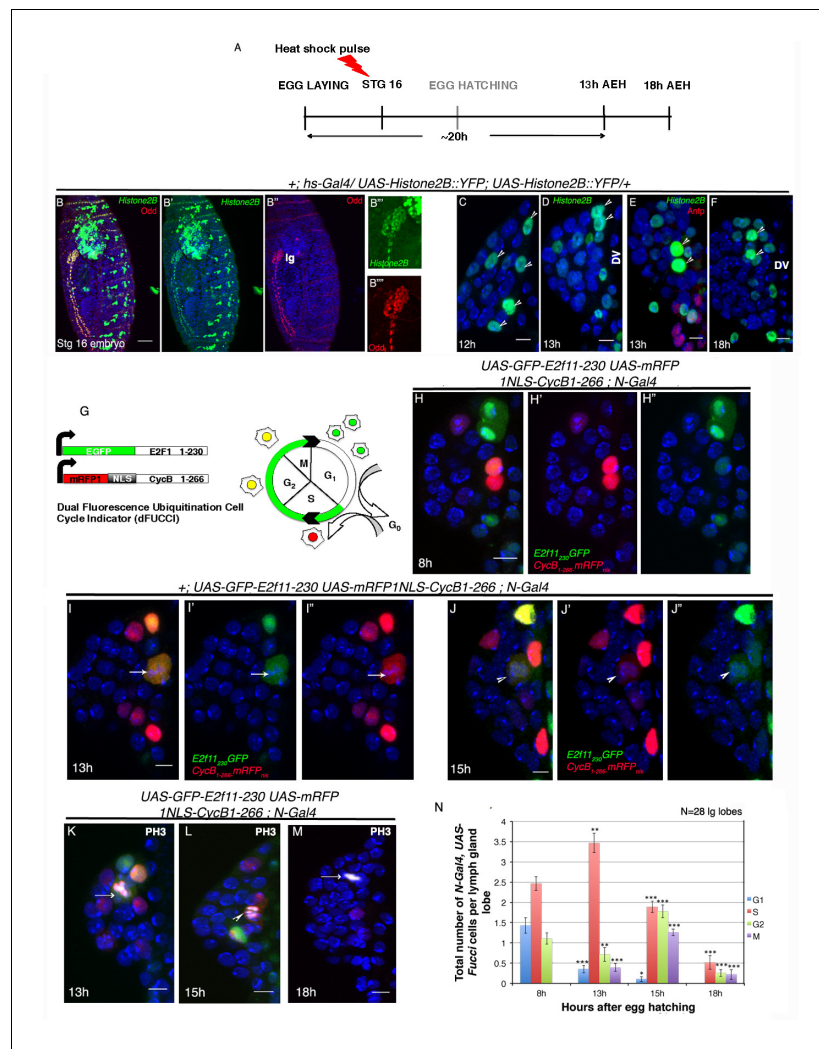 A
Heat shock pulse
EGG LAYING STG 16 EGG HATCHING 13h AEH 18h AEH
~20h
+; hs-Gal4/ UAS-Histone2B::YFP; UAS-Histone2B::YFP/+
B Histone2B
Odd
Stg 16 embryo
B' Histone2B
B'' Odd
lg
B'''
Histone2B
B''''
Odd
C
12h
D Histone2B
DV
13h
E Histone2B
Antp
13h
F
DV
18h
G
EGFP E2F1 1-230
mRFP1 NLS CycB 1-266
Dual Fluorescence Ubiquitination Cell
Cycle Indicator (dFUCCI)
M
G1
G2
S
G0
UAS-GFP-E2f11-230 UAS-mRFP
1NLS-CycB1-266 ; N-Gal4
H
8h
H'
E2f11230GFP
CycB1-266mRFPnls
H''
+; UAS-GFP-E2f11-230 UAS-mRFP1NLS-CycB1-266 ; N-Gal4
I
13h
I'
E2f11230GFP
CycB1-266mRFPnls
I''
J
15h
J'
E2f11230GFP
CycB1-266mRFPnls
J''
UAS-GFP-E2f11-230 UAS-mRFP
1NLS-CycB1-266 ; N-Gal4
K PH3
13h
L PH3
15h
M PH3
18h
N
N=28 lg lobes
Total number of N-Gal4, UAS-
Fucci cells per lymph gland
lobe
4
3.5
3
2.5
2
1.5
1
0.5
0
***
**
**
***
*
***
***
***
***
***
***
G1
S
G2
M
8h 13h 15h 18h
Hours after egg hatching